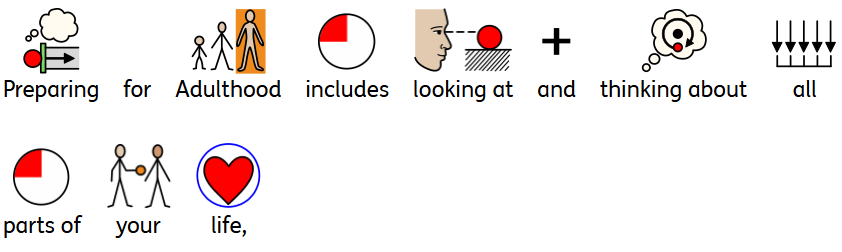 Preparing for Adulthood includes looking at and thinking about all
parts of your life,